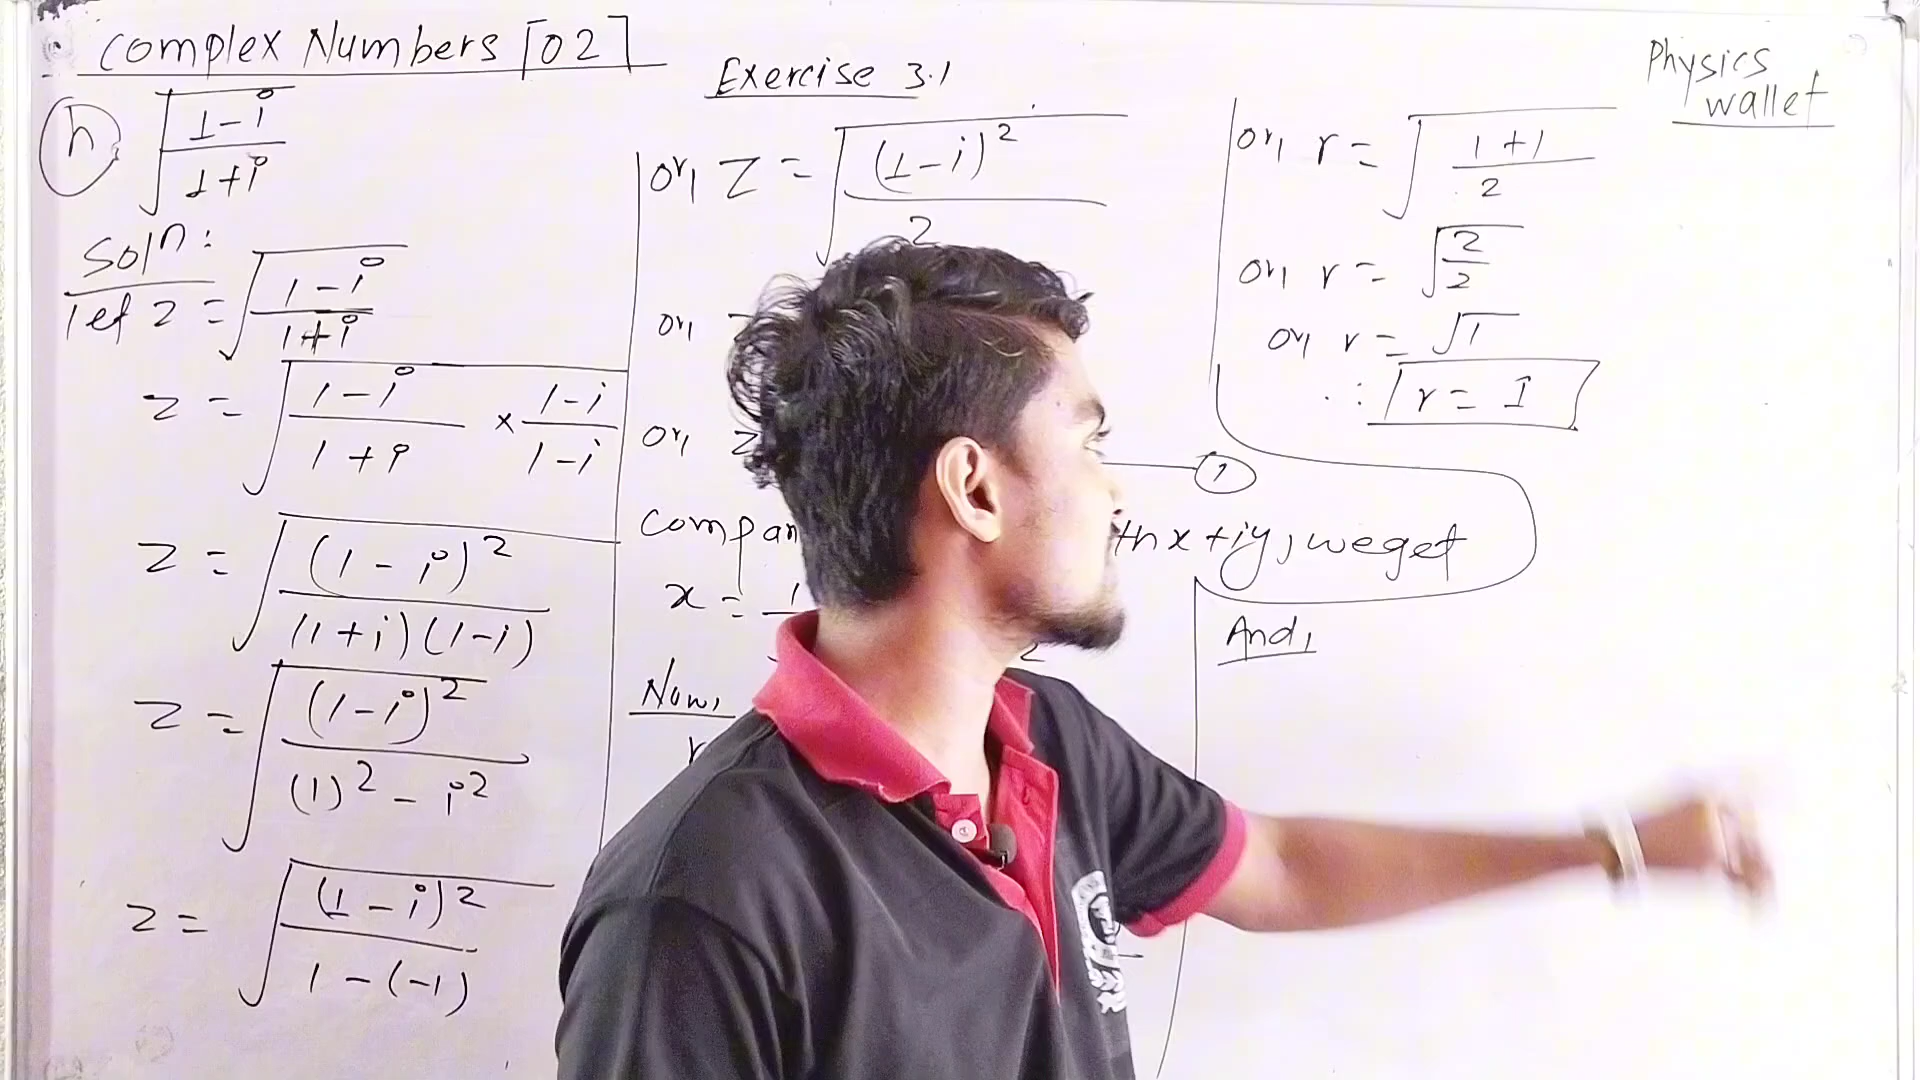 Complex Numbers [02]
Exercise 3.1
Physics
wallet
(h) √((1-i)/(1+i))
Soln:
let z = √((1-i)/(1+i))
z = √((1-i)/(1+i) × (1-i)/(1-i))
z = √((1-i)²/((1+i)(1-i)))
z = √((1-i)²/((1)² - i²))
z = √((1-i)²/(1-(-1)))
or, z = √((1-i)²/2)
or,
or, z
①
x + iy, we get
x =
Now,
r
or, r = √((1+1)/2)
or, r = √(2/2)
or, r = √1
∴ r = 1
And,